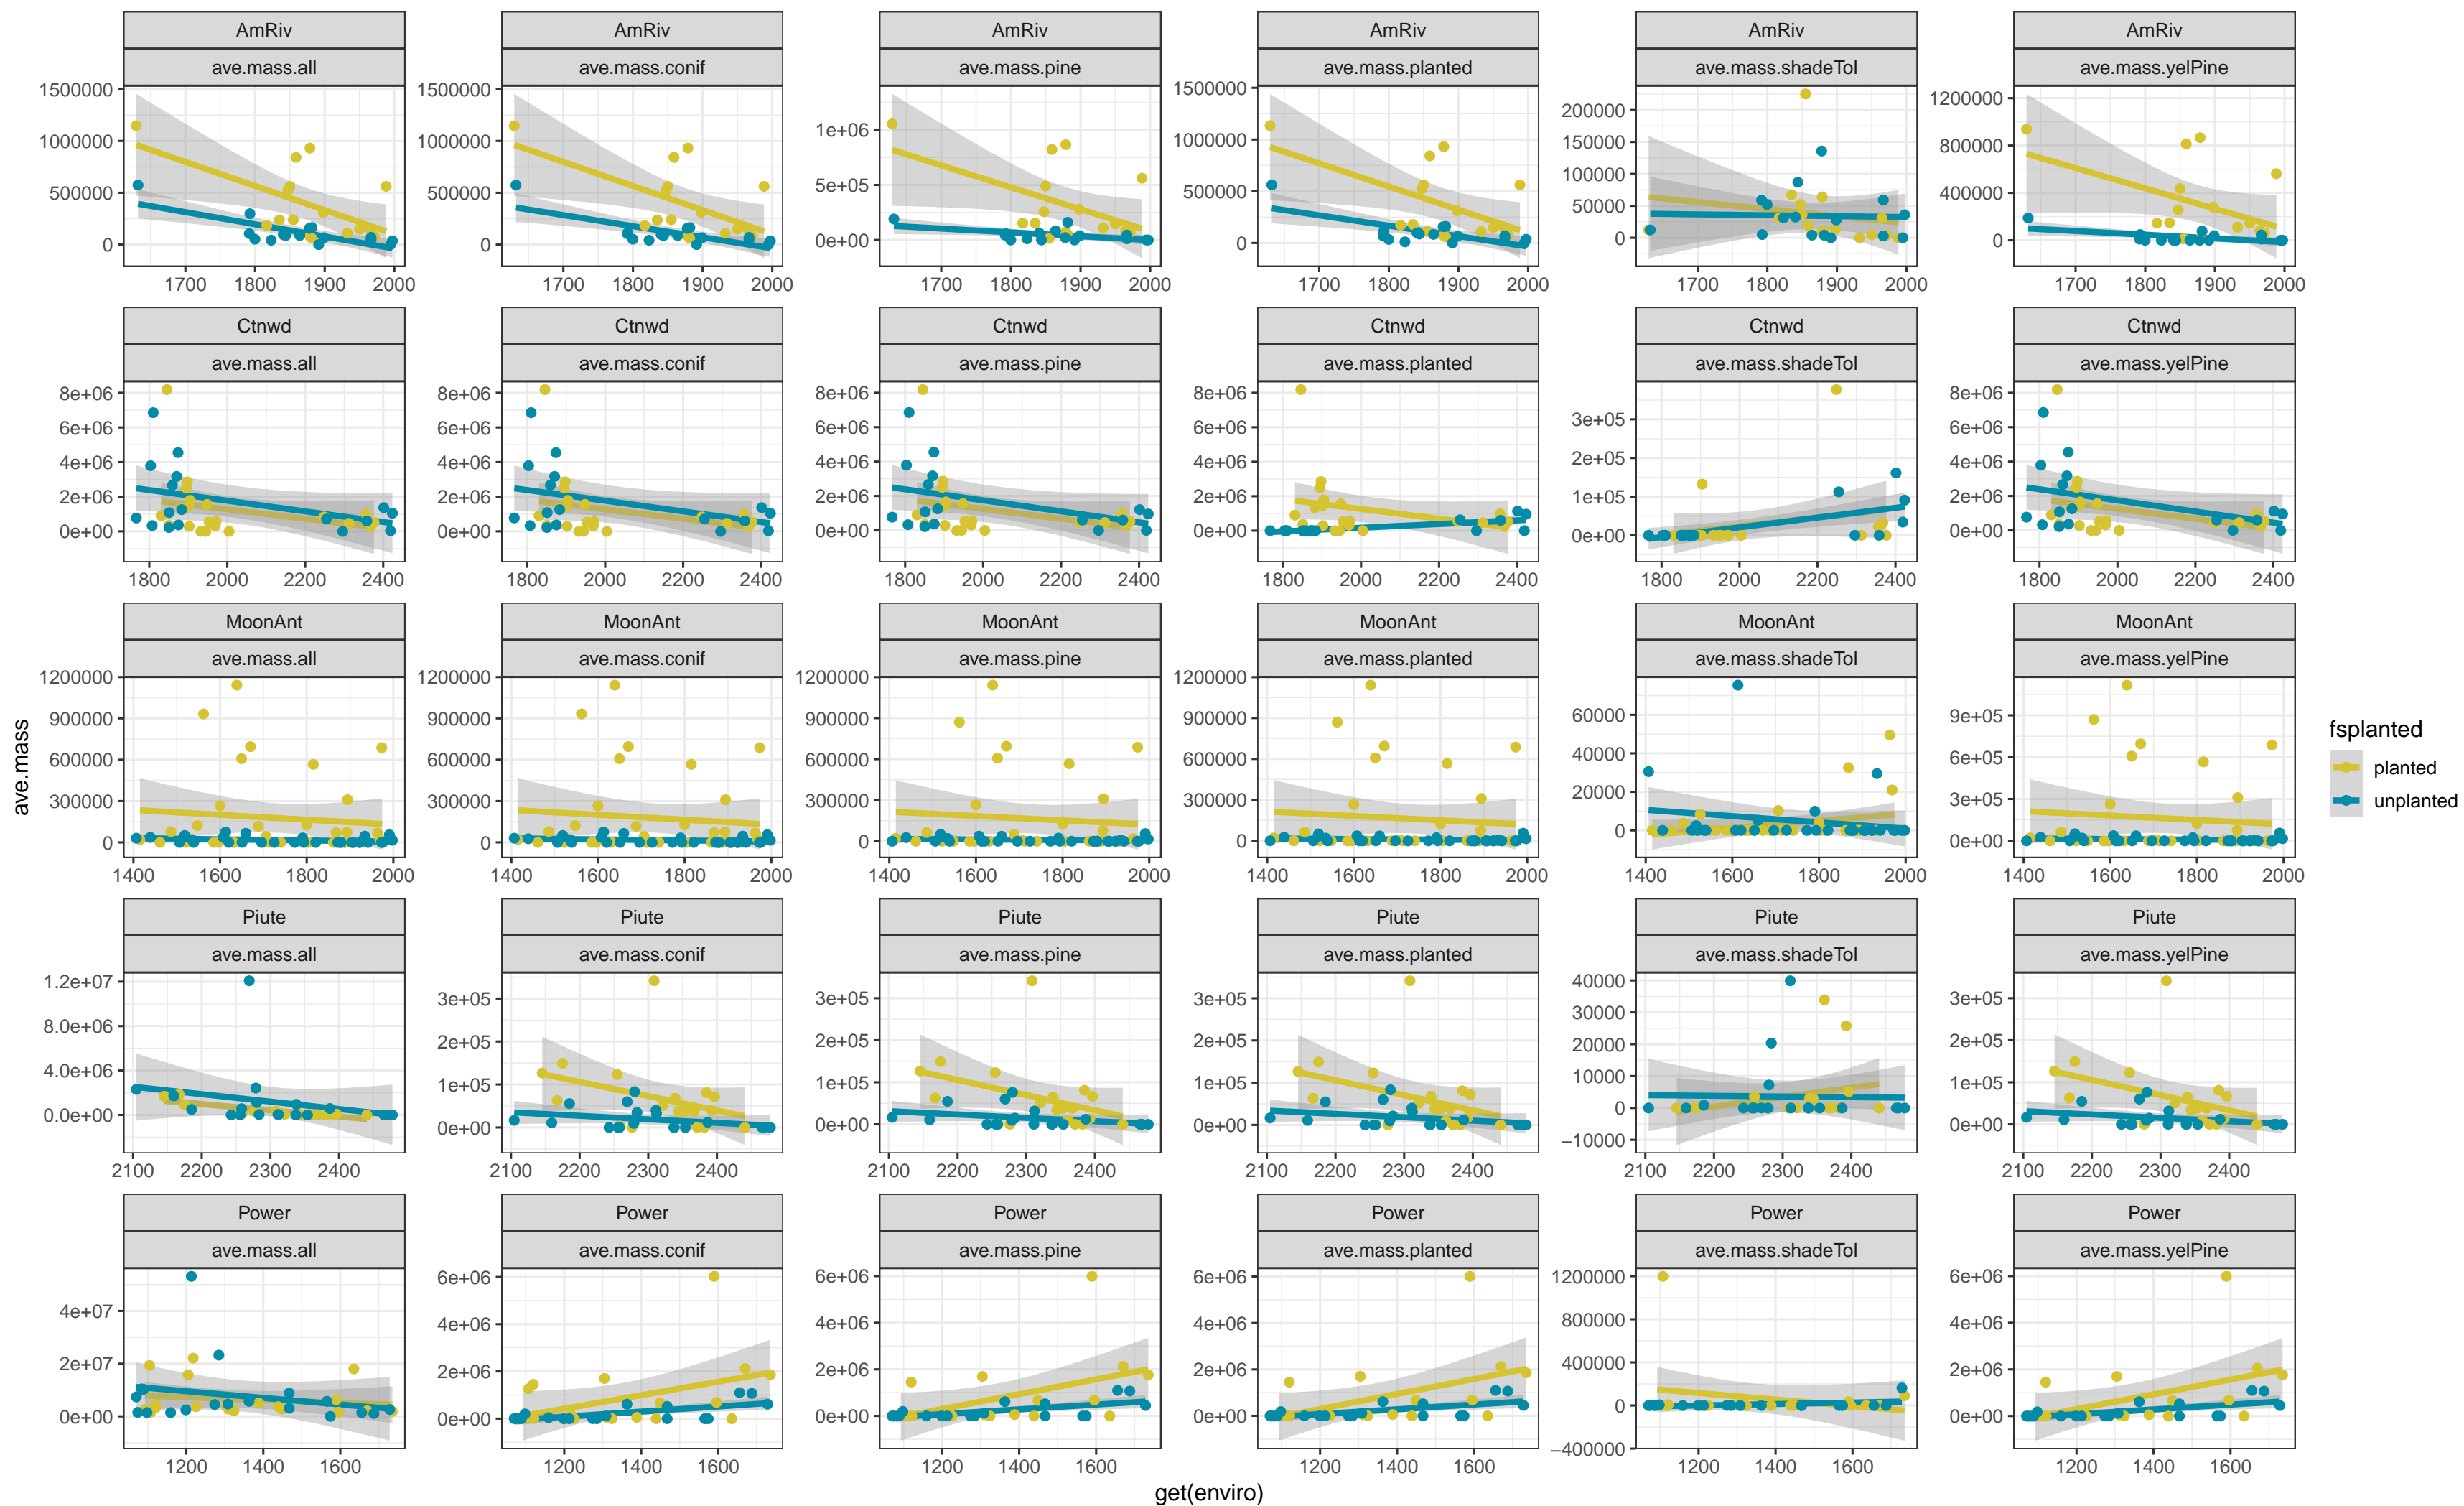 AmRiv AmRiv AmRiv AmRiv AmRiv AmRiv
ave.mass.all ave.mass.conif ave.mass.pine ave.mass.planted ave.mass.shadeTol ave.mass.yelPine
1500000 1500000 1e+06 1500000 200000 1200000
1000000 1000000 5e+05 1000000 150000 800000
500000 500000 0e+00 500000 100000 400000
0 0 0 50000 0
0
1700 1800 1900 2000 1700 1800 1900 2000 1700 1800 1900 2000 1700 1800 1900 2000 1700 1800 1900 2000 1700 1800 1900 2000
Ctnwd Ctnwd Ctnwd Ctnwd Ctnwd Ctnwd
ave.mass.all ave.mass.conif ave.mass.pine ave.mass.planted ave.mass.shadeTol ave.mass.yelPine
8e+06 8e+06 8e+06 8e+06 3e+05 8e+06
6e+06 6e+06 6e+06 6e+06 2e+05 6e+06
4e+06 4e+06 4e+06 4e+06 1e+05 4e+06
2e+06 2e+06 2e+06 2e+06 0e+00 2e+06
0e+00 0e+00 0e+00 0e+00 0e+00
1800 2000 2200 2400 1800 2000 2200 2400 1800 2000 2200 2400 1800 2000 2200 2400 1800 2000 2200 2400 1800 2000 2200 2400
MoonAnt MoonAnt MoonAnt MoonAnt MoonAnt MoonAnt
ave.mass.all ave.mass.conif ave.mass.pine ave.mass.planted ave.mass.shadeTol ave.mass.yelPine
1200000 1200000 1200000 1200000 60000 9e+05
900000 900000 900000 900000 40000 6e+05
600000 600000 600000 600000 20000 3e+05
300000 300000 300000 300000 0 0e+00
0 0 0 0
1400 1600 1800 2000 1400 1600 1800 2000 1400 1600 1800 2000 1400 1600 1800 2000 1400 1600 1800 2000 1400 1600 1800 2000
Piute Piute Piute Piute Piute Piute
ave.mass.all ave.mass.conif ave.mass.pine ave.mass.planted ave.mass.shadeTol ave.mass.yelPine
1.2e+07 3e+05 3e+05 3e+05 40000 3e+05
8.0e+06 2e+05 2e+05 2e+05 30000 2e+05
4.0e+06 1e+05 1e+05 1e+05 20000 1e+05
0.0e+00 0e+00 0e+00 0e+00 10000 0e+00
0
−10000
2100 2200 2300 2400 2100 2200 2300 2400 2100 2200 2300 2400 2100 2200 2300 2400 2100 2200 2300 2400 2100 2200 2300 2400
Power Power Power Power Power Power
ave.mass.all ave.mass.conif ave.mass.pine ave.mass.planted ave.mass.shadeTol ave.mass.yelPine
4e+07 6e+06 6e+06 6e+06 1200000 6e+06
2e+07 4e+06 4e+06 4e+06 800000 4e+06
0e+00 2e+06 2e+06 2e+06 400000 2e+06
0e+00 0e+00 0e+00 0 0e+00
−400000
1200 1400 1600 1200 1400 1600 1200 1400 1600 1200 1400 1600 1200 1400 1600 1200 1400 1600
get(enviro)
ave.mass
fsplanted
planted
unplanted